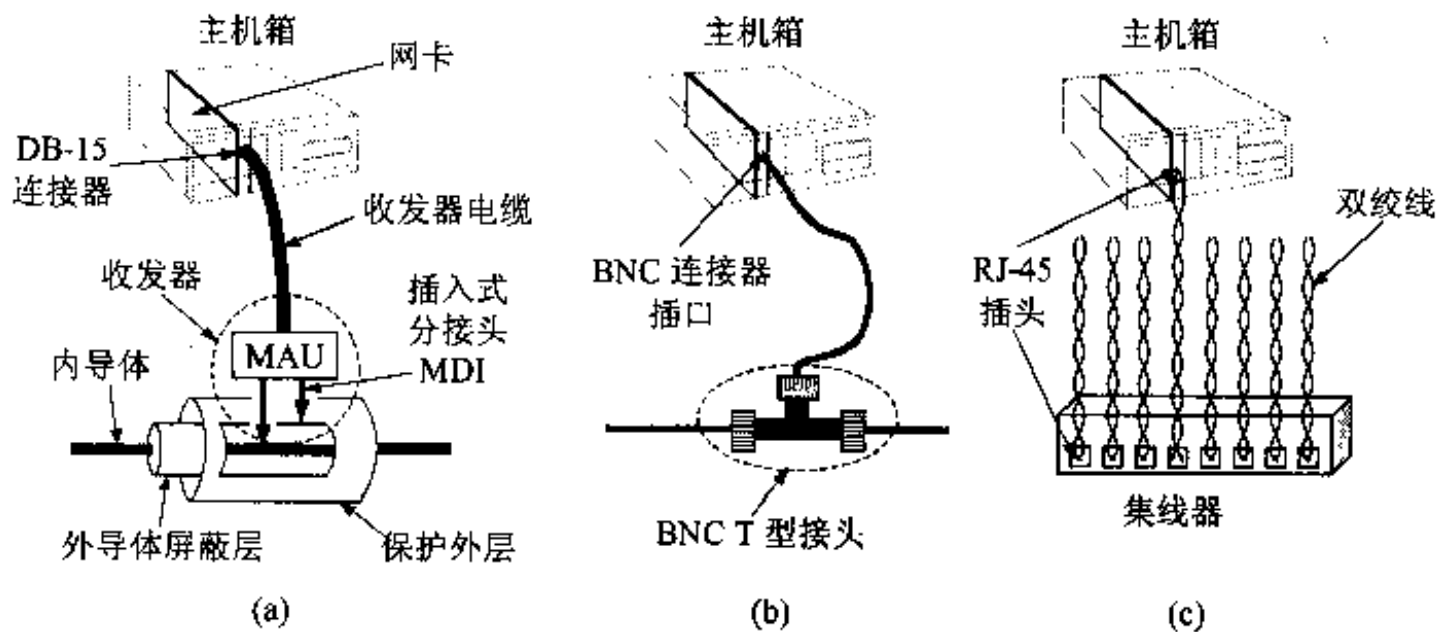 主机箱
网卡
DB-15
连接器
收发器电缆
收发器
插入式
分接头
MDI
MAU
内导体
外导体屏蔽层
保护外层
(a)
主机箱
BNC 连接器
插口
BNC T 型接头
(b)
主机箱
双绞线
RJ-45
插头
集线器
(c)